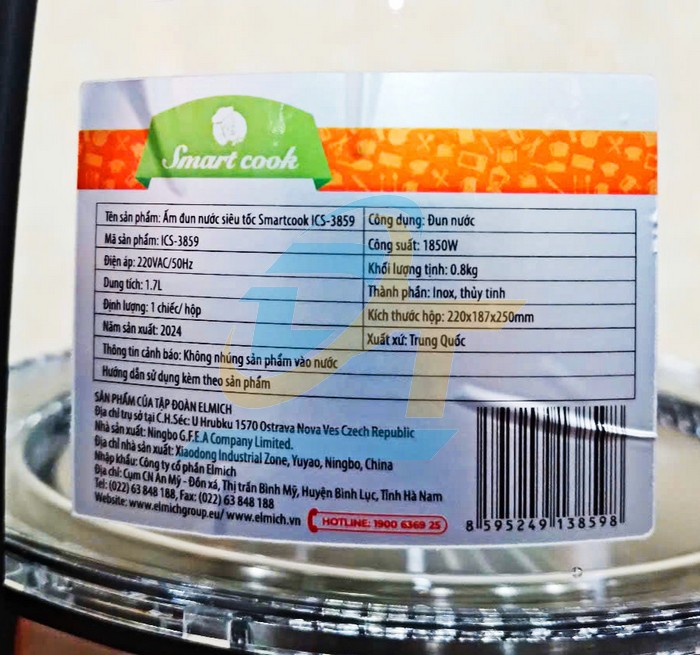 Smart cook
Tên sản phẩm: Ấm đun nước siêu tốc Smartcook ICS-3859
Mã sản phẩm: ICS-3859
Điện áp: 220VAC/50Hz
Dung tích: 1.7L
Định lượng: 1 chiếc/ hộp
Năm sản xuất: 2024
Công dụng: Đun nước
Công suất: 1850W
Khối lượng tịnh: 0.8kg
Thành phần: Inox, thủy tinh
Kích thước hộp: 220x187x250mm
Xuất xứ: Trung Quốc
Thông tin cảnh báo: Không nhúng sản phẩm vào nước
Hướng dẫn sử dụng kèm theo sản phẩm
SẢN PHẨM CỦA TẬP ĐOÀN ELMICH
Địa chỉ trụ sở tại C.H.Séc: U Hrubku 1570 Ostrava Nova Ves Czech Republic
Nhà sản xuất: Ningbo G.F.E.A Company Limited.
Địa chỉ nhà sản xuất: Xiaodong Industrial Zone, Yuyao, Ningbo, China
Nhập khẩu: Công ty cổ phần Elmich
Địa chỉ: Cụm CN An Mỹ - Đồn xá, Thị trấn Bình Mỹ, Huyện Bình Lục, Tỉnh Hà Nam
Tel: (022) 63 848 188, Fax: (022) 63 848 188
Website: www.elmichgroup.eu/ www.elmich.vn
HOTLINE: 1900 6369 25
8 595249 138598